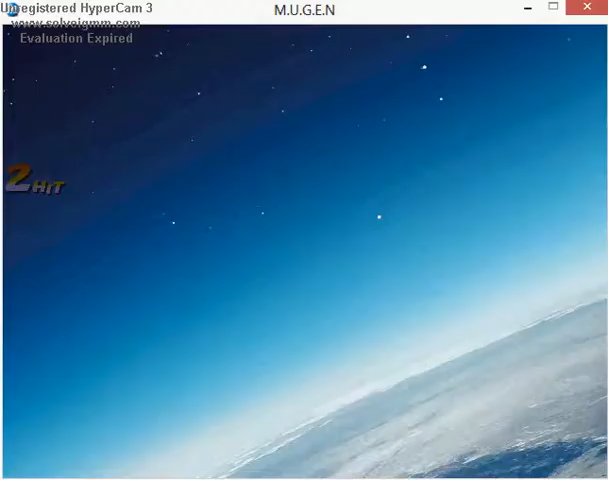 Unregistered HyperCam 3
M.U.G.E.N
www.solveigmm.com
Evaluation Expired
2 HIT